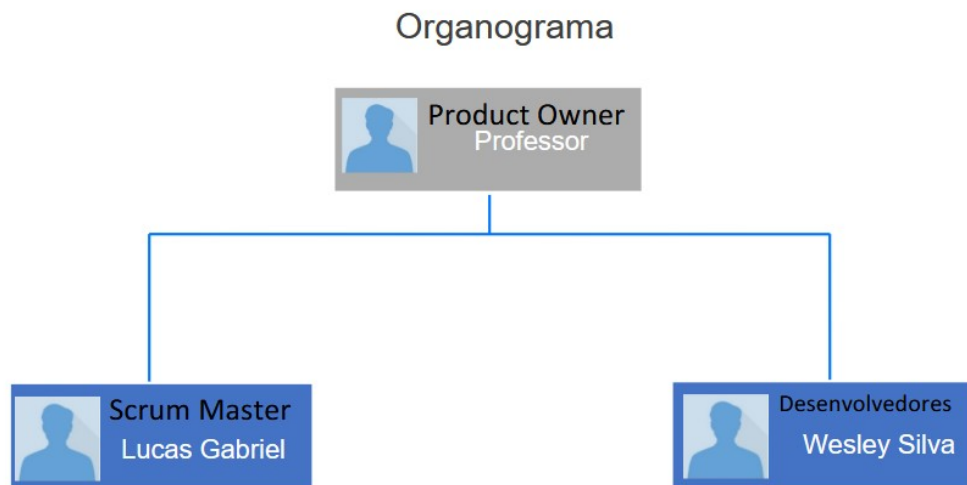 Organograma
Product Owner
Professor
Scrum Master
Lucas Gabriel
Desenvolvedores
Wesley Silva